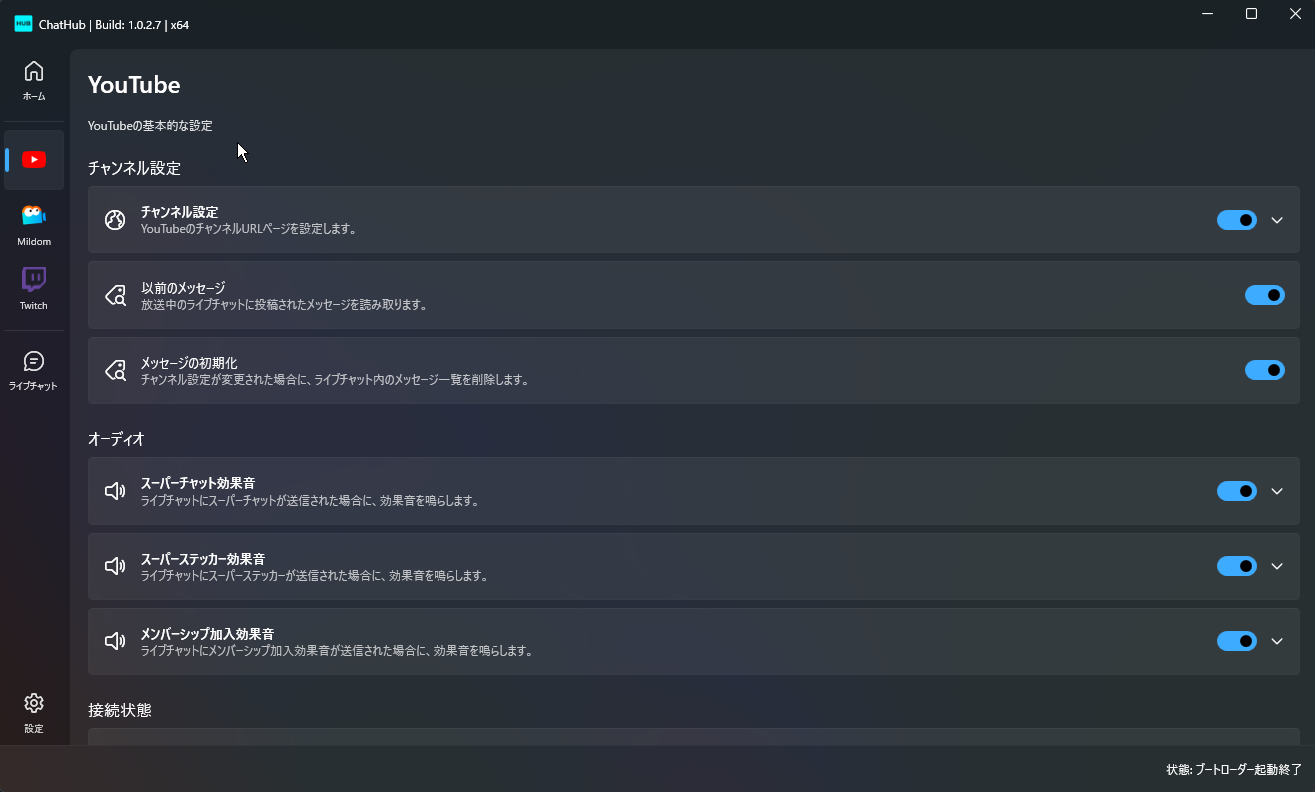 HUB ChatHub | Build: 1.0.2.7 | x64
ホーム
Mildom
Twitch
ライブチャット
設定
YouTube
YouTubeの基本的な設定
チャンネル設定
チャンネル設定
YouTubeのチャンネルURLページを設定します。
以前のメッセージ
放送中のライブチャットに投稿されたメッセージを読み取ります。
メッセージの初期化
チャンネル設定が変更された場合に、ライブチャット内のメッセージ一覧を削除します。
オーディオ
スーパーチャット効果音
ライブチャットにスーパーチャットが送信された場合に、効果音を鳴らします。
スーパーステッカー効果音
ライブチャットにスーパーステッカーが送信された場合に、効果音を鳴らします。
メンバーシップ加入効果音
ライブチャットにメンバーシップ加入効果音が送信された場合に、効果音を鳴らします。
接続状態
状態: ブートローダー起動終了